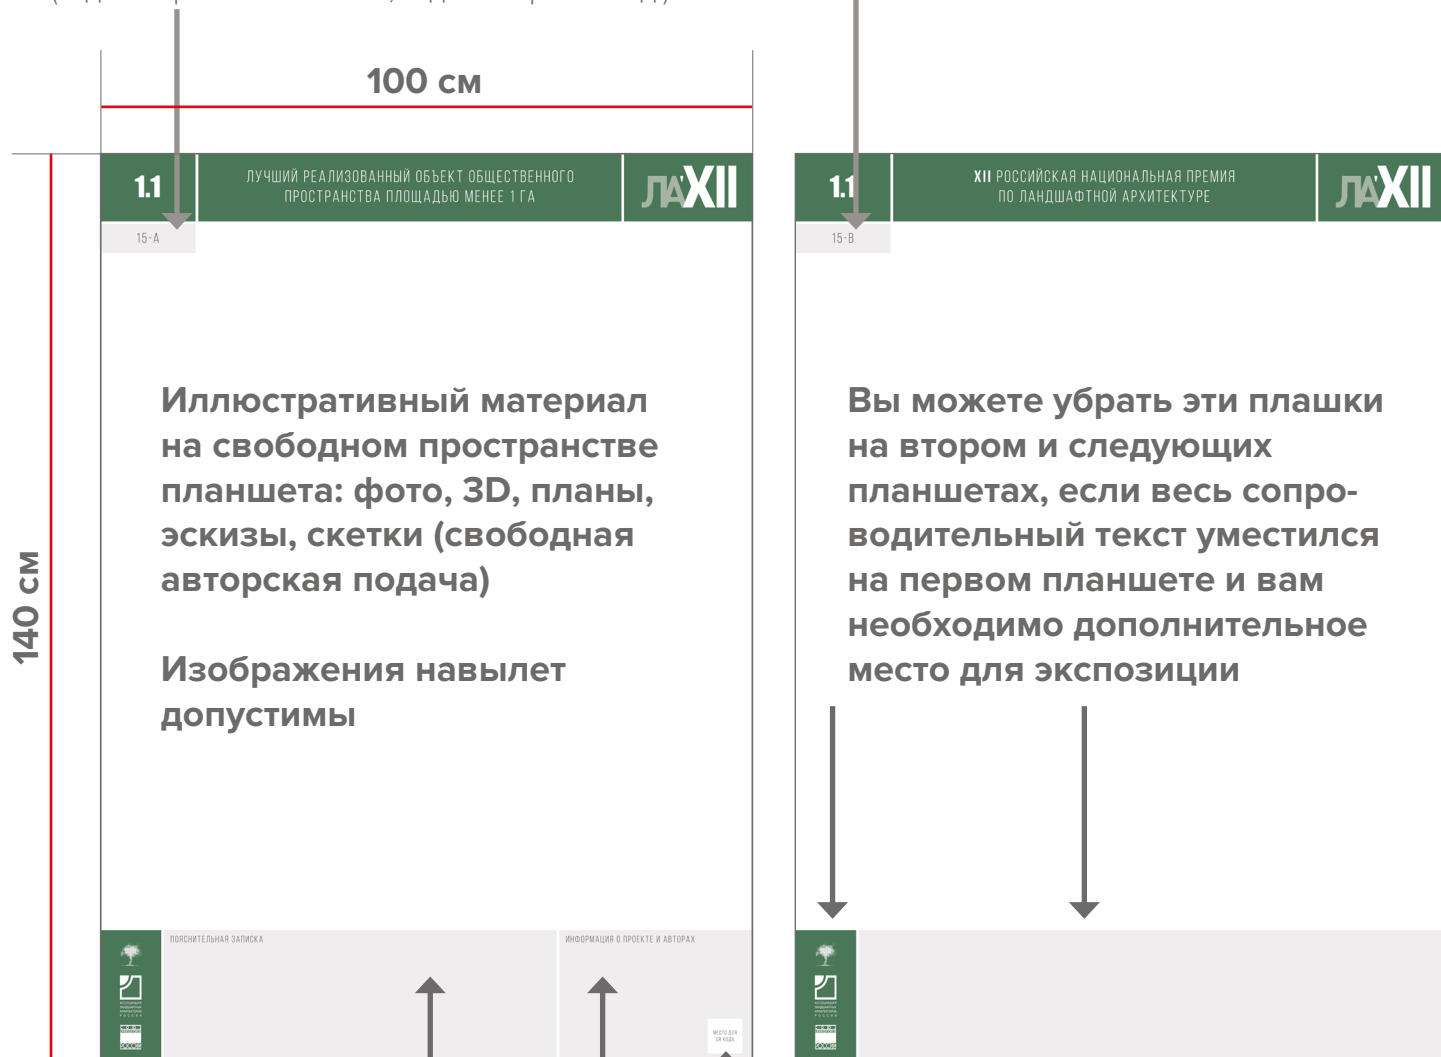 100 см
140 см
1.1
ЛУЧШИЙ РЕАЛИЗОВАННЫЙ ОБЪЕКТ ОБЩЕСТВЕННОГО
ПРОСТРАНСТВА ПЛОЩАДЬЮ МЕНЕЕ 1 ГА
ЛА'XII
15-А
Иллюстративный материал
на свободном пространстве
планшета: фото, 3D, планы,
эскизы, скетки (свободная
авторская подача)
Изображения навылет
допустимы
ПОЯСНИТЕЛЬНАЯ ЗАПИСКА
ИНФОРМАЦИЯ О ПРОЕКТЕ И АВТОРАХ
МЕСТО ДЛЯ
QR КОДА
1.1
XII РОССИЙСКАЯ НАЦИОНАЛЬНАЯ ПРЕМИЯ
ПО ЛАНДШАФТНОЙ АРХИТЕКТУРЕ
ЛА'XII
15-В
Вы можете убрать эти плашки
на втором и следующих
планшетах, если весь сопро-
водительный текст уместился
на первом планшете и вам
необходимо дополнительное
место для экспозиции